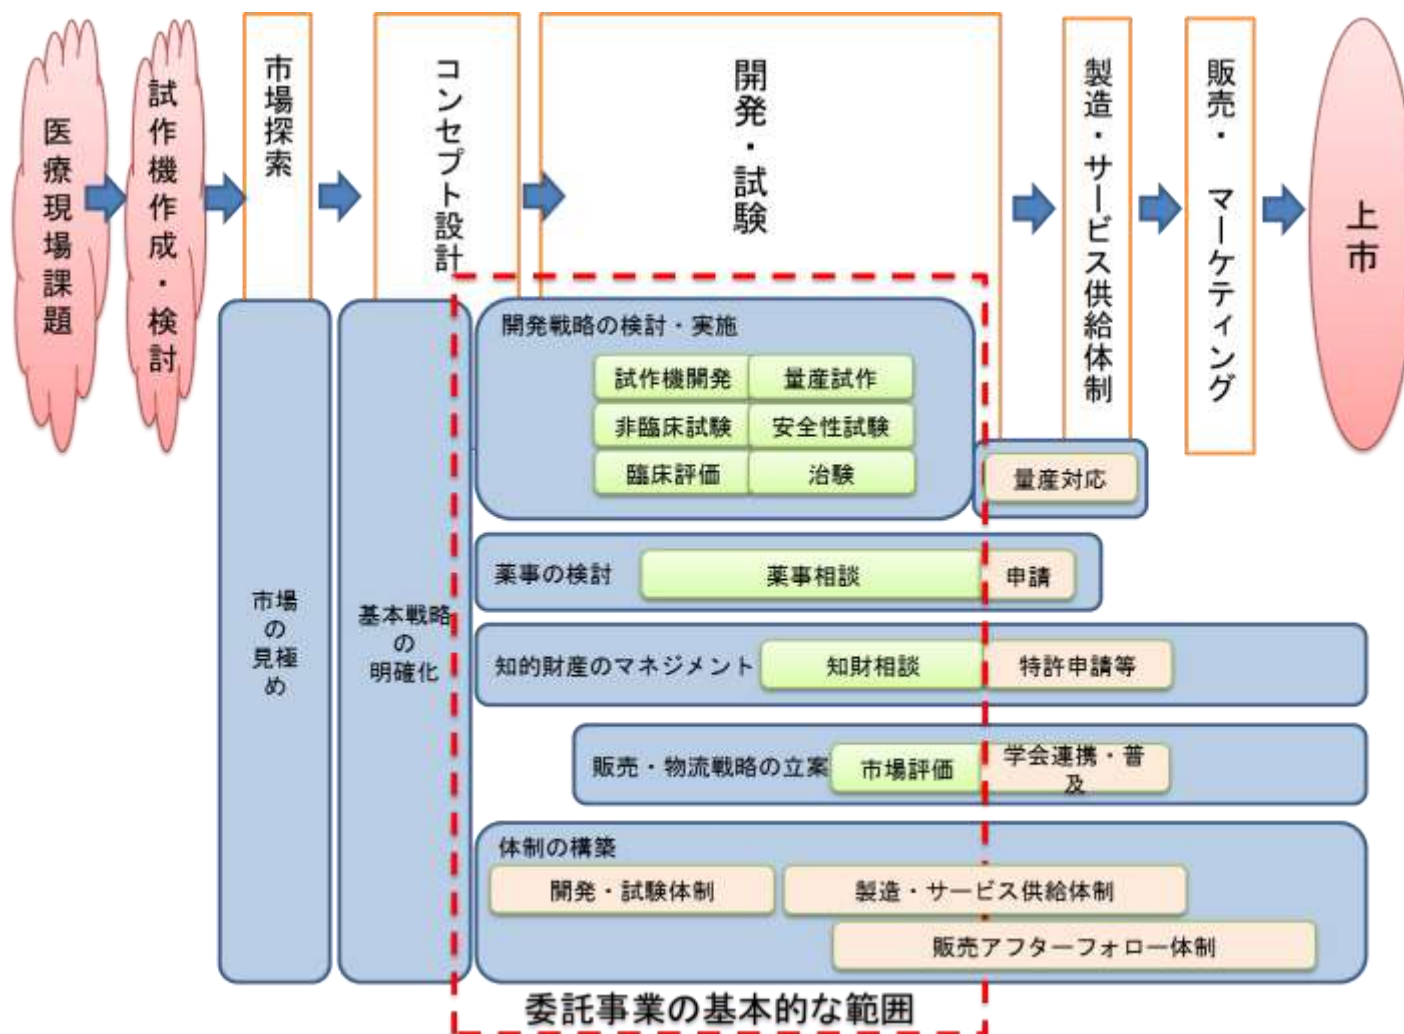 医療現場課題
試作機作成・検討
市場探索
コンセプト設計
開発・試験
製造・サービス供給体制
販売・ マーケティング
上市
市場
の
見極
め
基本戦略
の
明確化
開発戦略の検討・実施
試作機開発
量産試作
非臨床試験
安全性試験
臨床評価
治験
量産対応
薬事の検討
薬事相談
申請
知的財産のマネジメント
知財相談
特許申請等
販売・物流戦略の立案
市場評価
学会連携・普
及
体制の構築
開発・試験体制
製造・サービス供給体制
販売アフターフォロー体制
委託事業の基本的な範囲